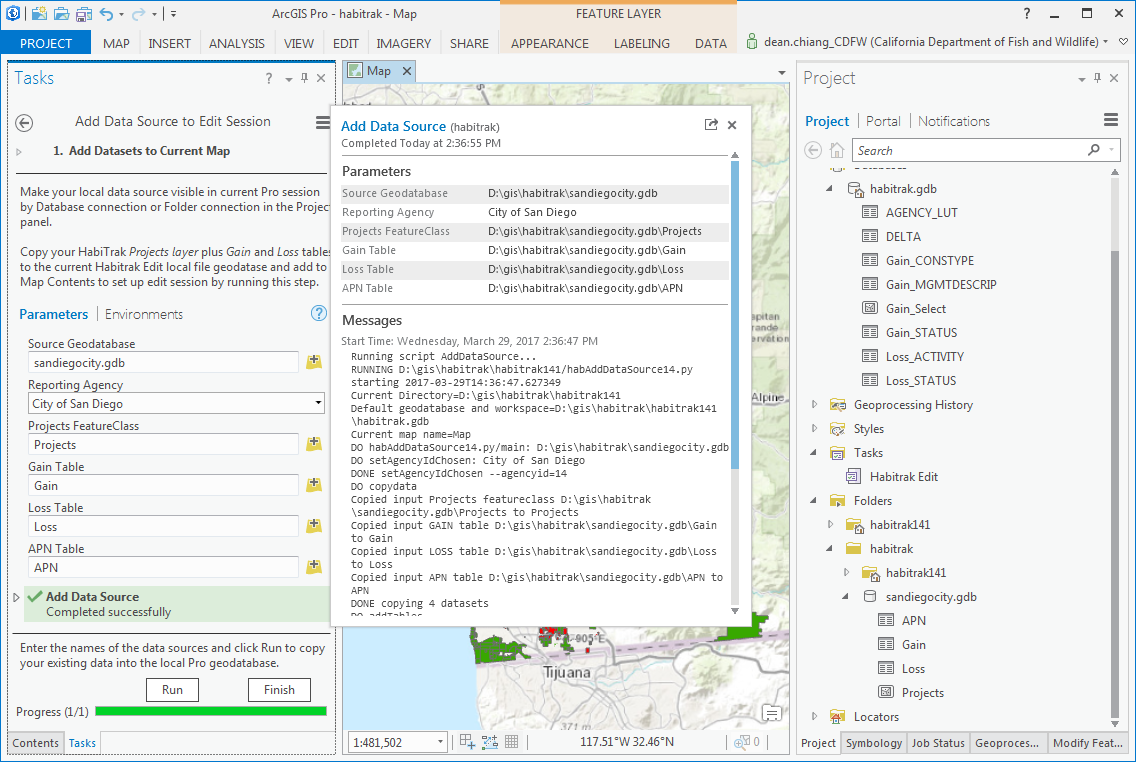 ArcGIS Pro - habitrak - Map
FEATURE LAYER
?
PROJECT
MAP
INSERT
ANALYSIS
VIEW
EDIT
IMAGERY
SHARE
APPEARANCE
LABELING
DATA
dean.chiang_CDFW (California Department of Fish and Wildlife)
Tasks
?
Add Data Source to Edit Session
1. Add Datasets to Current Map
Make your local data source visible in current Pro session
by Database connection or Folder connection in the Projec
panel.
Copy your HabiTrak Projects layer plus Gain and Loss tables
to the current Habitrak Edit local file geodatase and add to
Map Contents to set up edit session by running this step.
Parameters
Environments
?
Source Geodatabase
sandiegocity.gdb
Reporting Agency
City of San Diego
Projects FeatureClass
Projects
Gain Table
Gain
Loss Table
Loss
APN Table
APN
Add Data Source
Completed successfully
Enter the names of the data sources and click Run to copy
your existing data into the local Pro geodatabase.
Run
Finish
Progress (1/1)
Contents
Tasks
Map
Add Data Source (habitrak)
Completed Today at 2:36:55 PM
Parameters
Source Geodatabase D:\gis\habitrak\sandiegocity.gdb
Reporting Agency City of San Diego
Projects FeatureClass D:\gis\habitrak\sandiegocity.gdb\Projects
Gain Table D:\gis\habitrak\sandiegocity.gdb\Gain
Loss Table D:\gis\habitrak\sandiegocity.gdb\Loss
APN Table D:\gis\habitrak\sandiegocity.gdb\APN
Messages
Start Time: Wednesday, March 29, 2017 2:36:47 PM
Running script AddDataSource...
RUNNING D:\gis\habitrak\habitrak141/habAddDataSource14.py
starting 2017-03-29T14:36:47.627349
Current Directory=D:\gis\habitrak\habitrak141
Default geodatabase and workspace=D:\gis\habitrak\habitrak141
\habitrak.gdb
Current map name=Map
DO habAddDataSource14.py/main: D:\gis\habitrak\sandiegocity.gdb
DO setAgencyIdChosen: City of San Diego
DONE setAgencyIdChosen --agencyid=14
DO copydata
Copied input Projects featureclass D:\gis\habitrak
\sandiegocity.gdb\Projects to Projects
Copied input GAIN table D:\gis\habitrak\sandiegocity.gdb\Gain
to Gain
Copied input LOSS table D:\gis\habitrak\sandiegocity.gdb\Loss
to Loss
Copied input APN table D:\gis\habitrak\sandiegocity.gdb\APN to
APN
DONE copying 4 datasets
DO addTables
Alpine
905
E
Tijuana
371 m
1:481,502
117.51°W 32.46°N
0
Project
Project
Portal
Notifications
Search
habitrak.gdb
AGENCY_LUT
DELTA
Gain_CONSTYPE
Gain_MGMTDESCRIP
Gain_Select
Gain_STATUS
Loss_ACTIVITY
Loss_STATUS
Geoprocessing History
Styles
Tasks
Habitrak Edit
Folders
habitrak141
habitrak
habitrak141
sandiegocity.gdb
APN
Gain
Loss
Projects
Locators
Project
Symbology
Job Status
Geoproces...
Modify Feat...